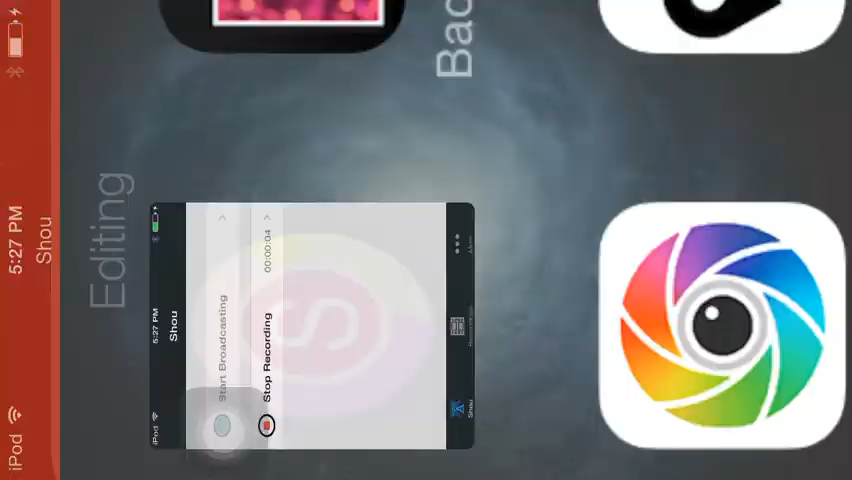 iPod 5:27 PM
Shou
Editing
Bac
iPod 5:27 PM
Shou
Start Broadcasting
Stop Recording 00:00:04
Shou
More